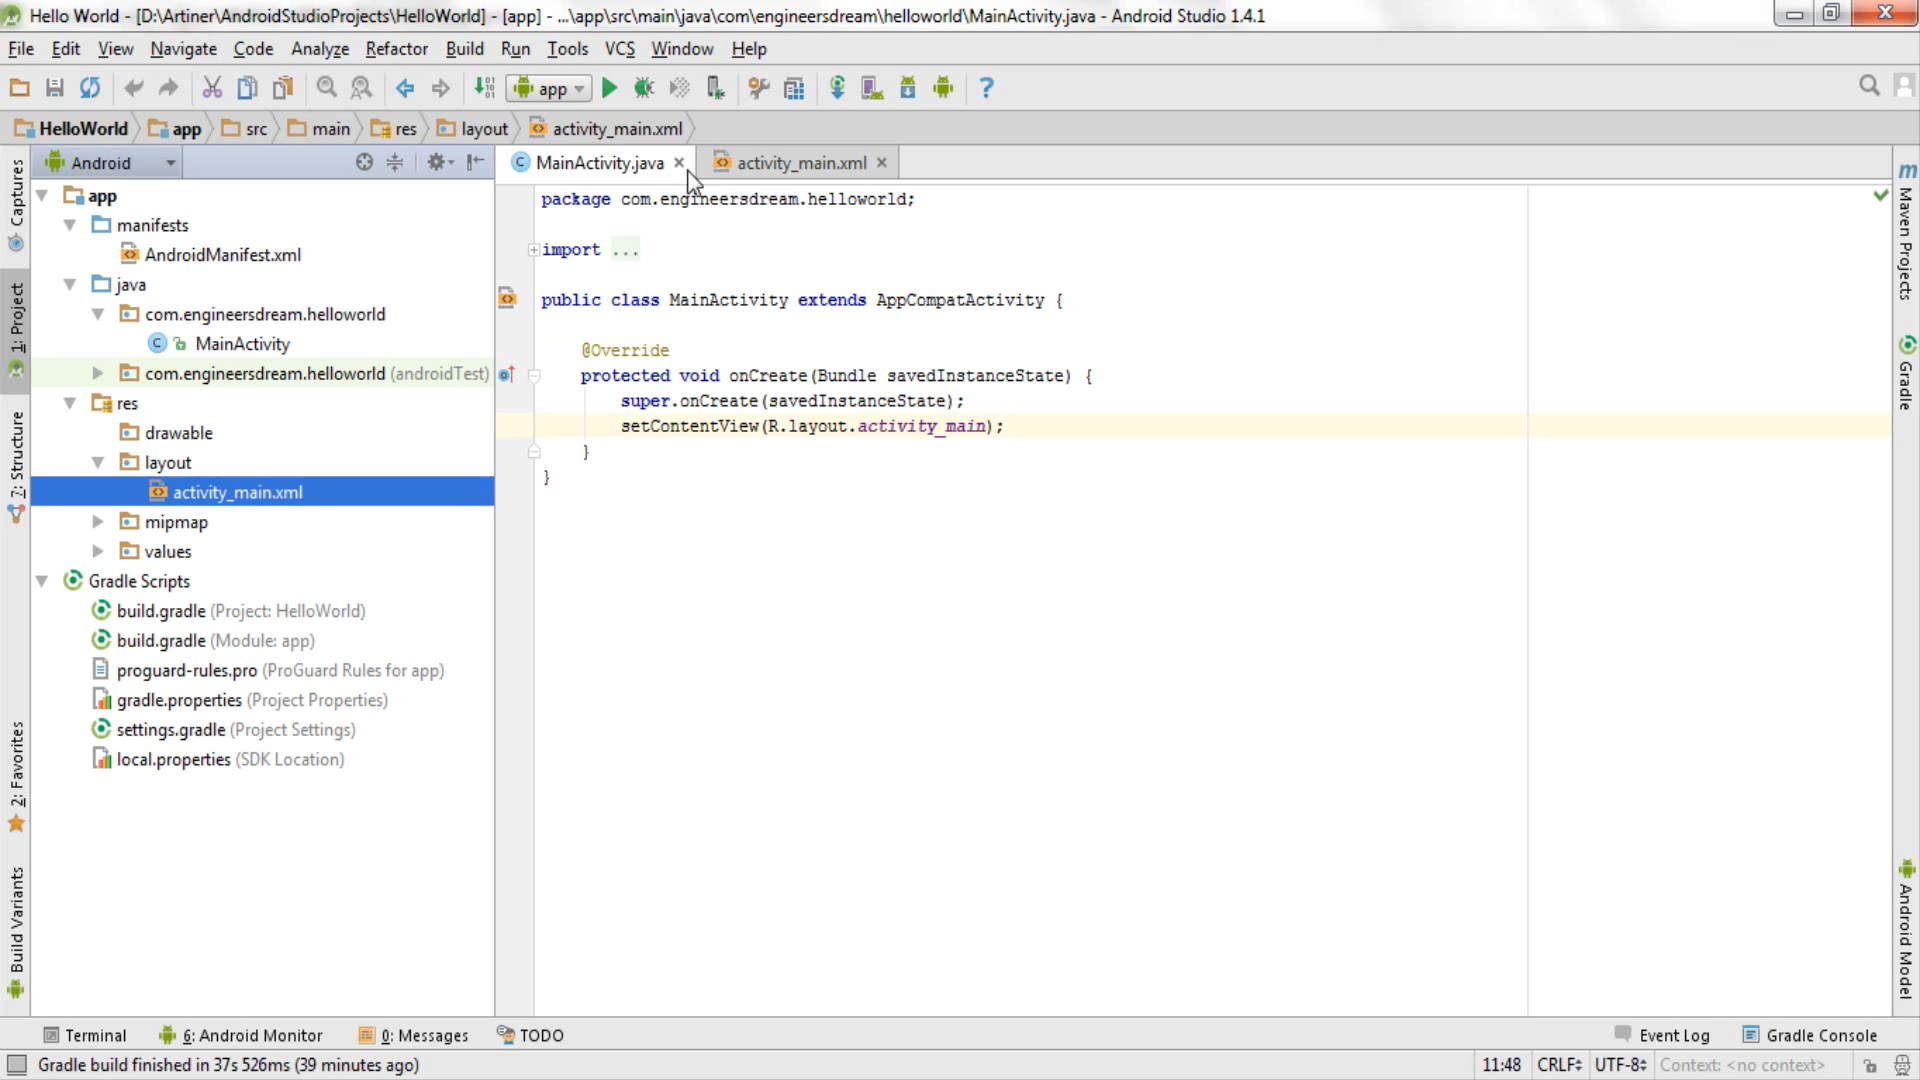 Hello World - [D:\Artiner\AndroidStudioProjects\HelloWorld] - [app] - ...\app\src\main\java\com\engineersdream\helloworld\MainActivity.java - Android Studio 1.4.1
File Edit View Navigate Code Analyze Refactor Build Run Tools VCS Window Help
app
HelloWorld app src main res layout activity_main.xml
Android
MainActivity.java
activity_main.xml
Captures
1: Project
7: Structure
2: Favorites
Build Variants
app
manifests
AndroidManifest.xml
java
com.engineersdream.helloworld
MainActivity
com.engineersdream.helloworld (androidTest)
res
drawable
layout
activity_main.xml
mipmap
values
Gradle Scripts
build.gradle (Project: HelloWorld)
build.gradle (Module: app)
proguard-rules.pro (ProGuard Rules for app)
gradle.properties (Project Properties)
settings.gradle (Project Settings)
local.properties (SDK Location)
package com.engineersdream.helloworld;
import ...
public class MainActivity extends AppCompatActivity {
@Override
protected void onCreate(Bundle savedInstanceState) {
super.onCreate(savedInstanceState);
setContentView(R.layout.activity_main);
}
}
m
Maven Projects
Gradle
Android Model
Terminal 6: Android Monitor 0: Messages TODO Event Log Gradle Console
Gradle build finished in 37s 526ms (39 minutes ago) 11:48 CRLF UTF-8 Context: <no context>